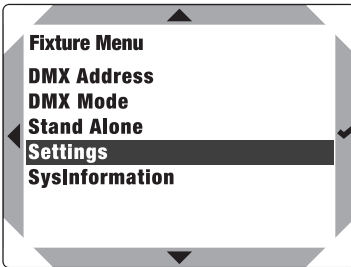 Fixture Menu
DMX Address
DMX Mode
Stand Alone
Settings
SysInformation